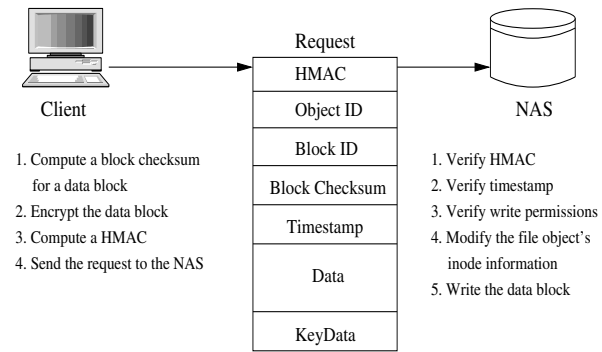 Client
1. Compute a block checksum
for a data block
2. Encrypt the data block
3. Compute a HMAC
4. Send the request to the NAS
Request
HMAC
Object ID
Block ID
Block Checksum
Timestamp
Data
KeyData
NAS
1. Verify HMAC
2. Verify timestamp
3. Verify write permissions
4. Modify the file object's
inode information
5. Write the data block